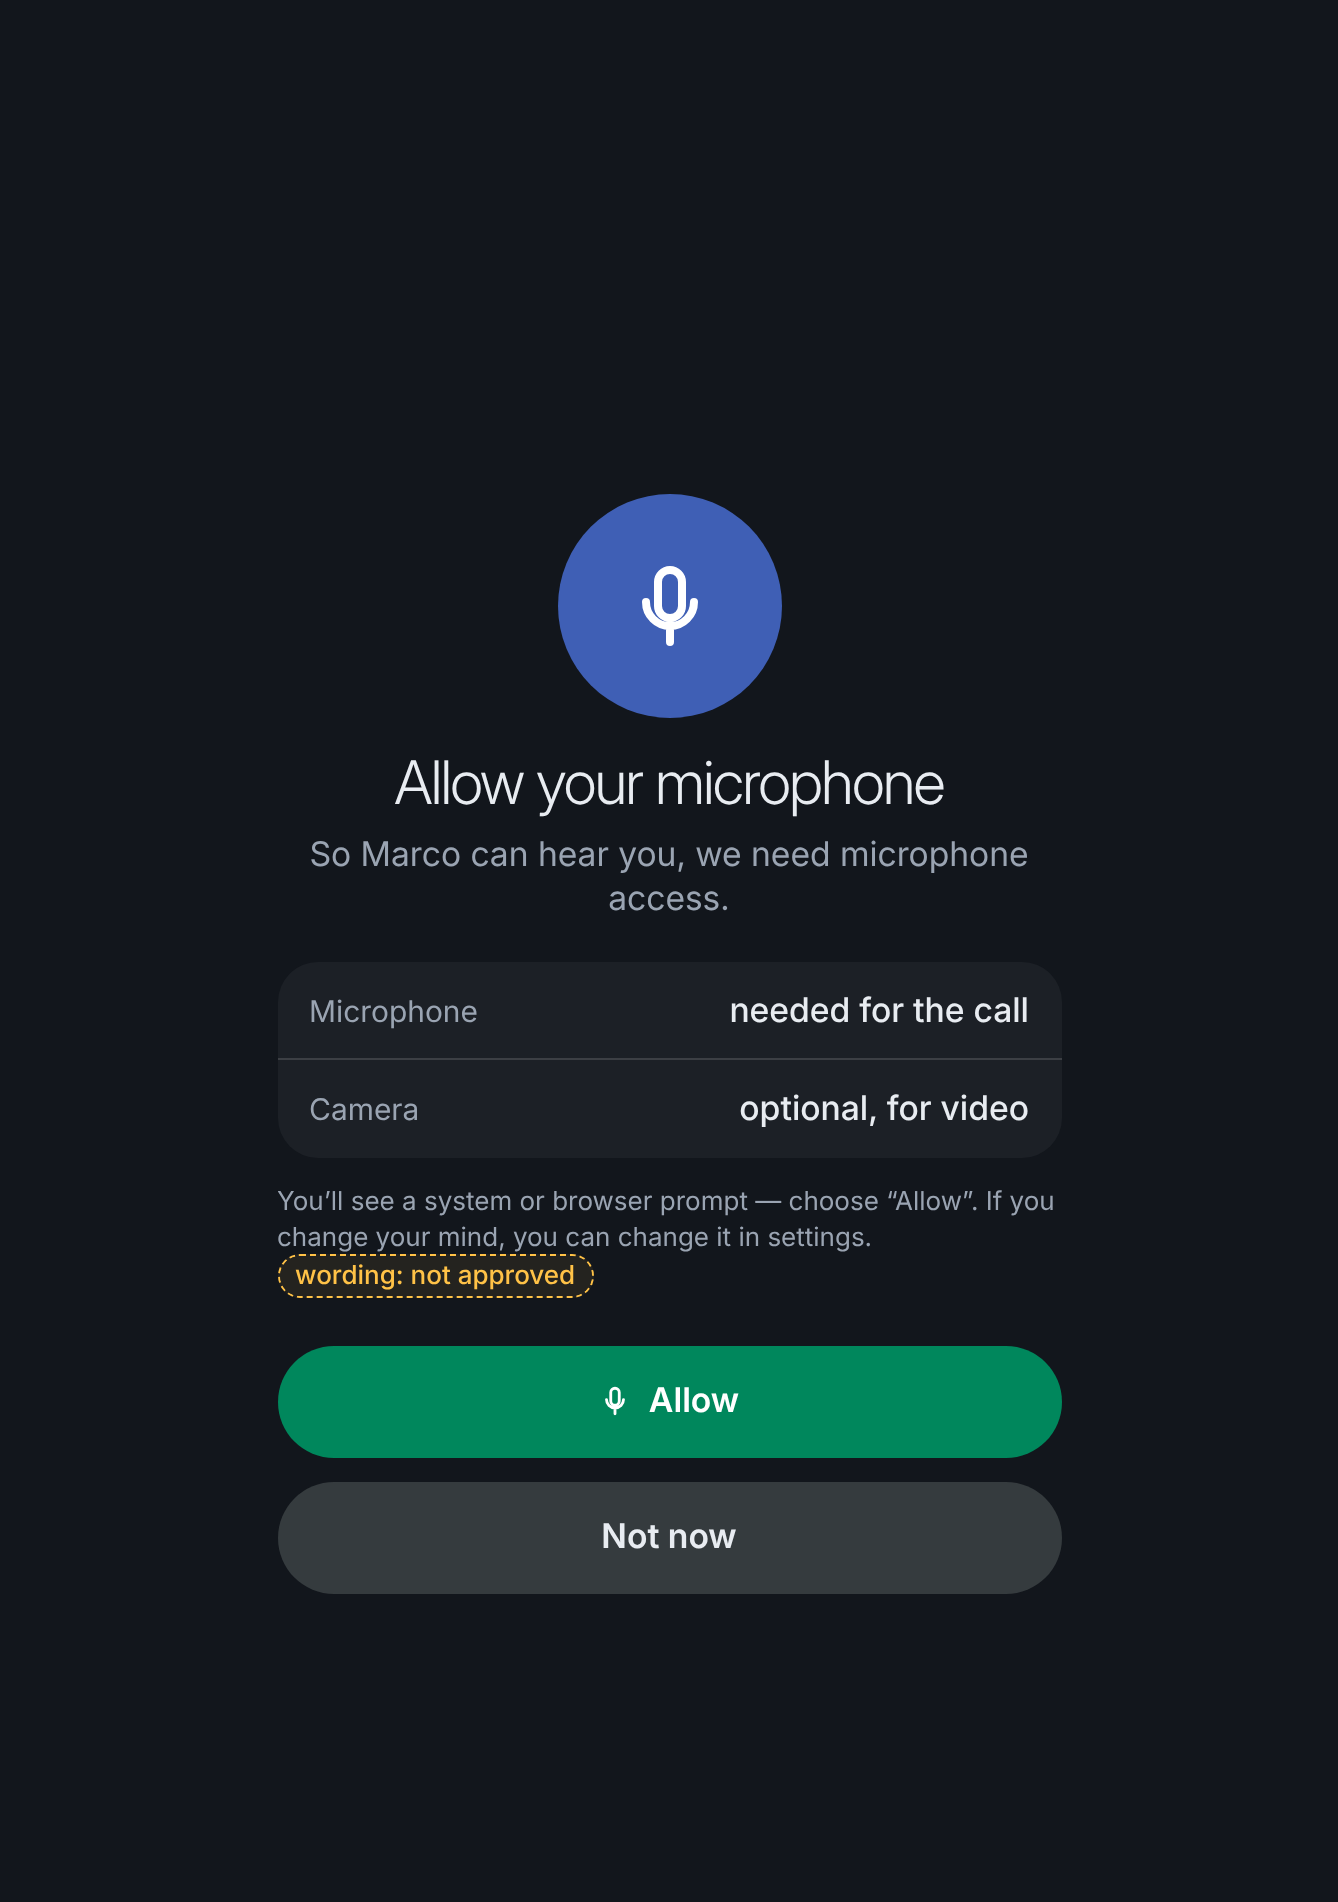 Allow your microphone
So Marco can hear you, we need microphone
access.
Microphone
needed for the call
Camera
optional, for video
You’ll see a system or browser prompt — choose “Allow”. If you
change your mind, you can change it in settings.
wording: not approved
Allow
Not now